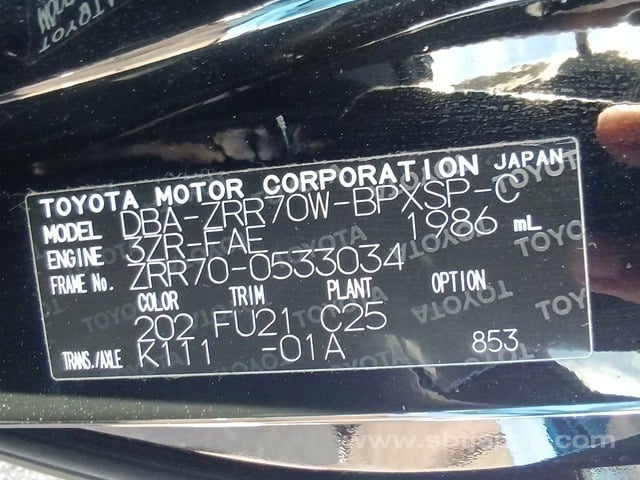 TOYOTA MOTOR CORPORATION JAPAN
MODEL DBA-ZRR70W-BPXSP-C
ENGINE 3ZR-FAE 1986 mL
FRAME No. ZRR70-0533034
COLOR TRIM PLANT OPTION
202 FU21 C25
TRANS./AXLE K111 -01A 853